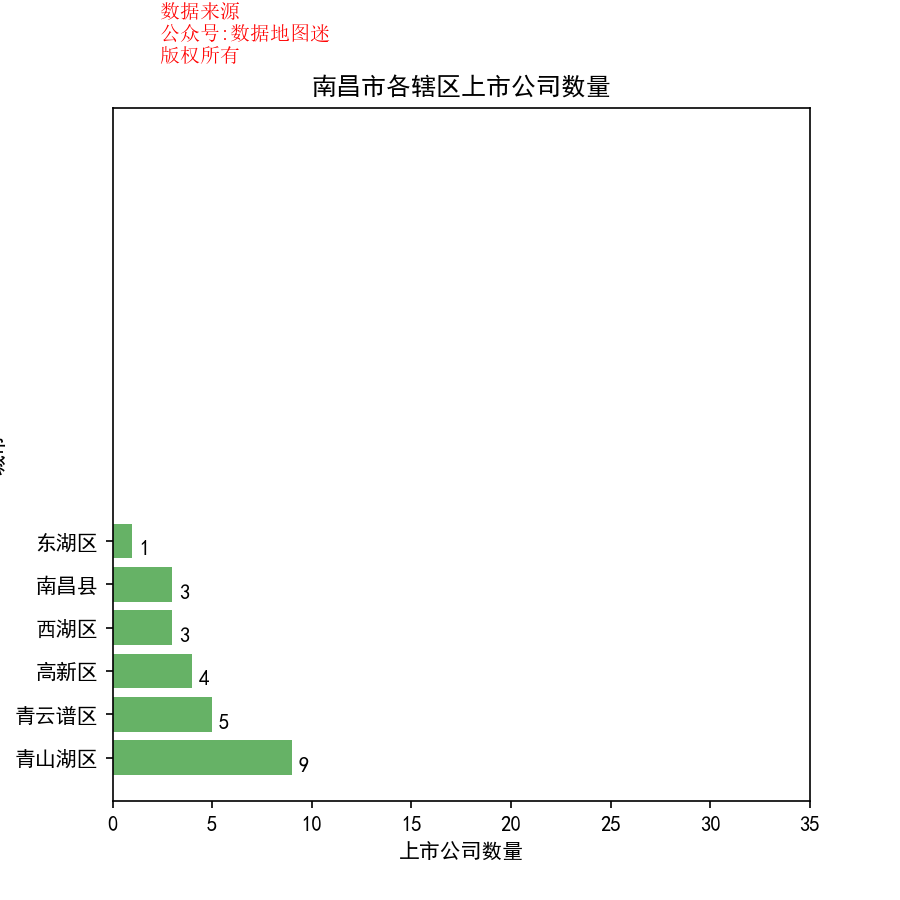 数据来源
公众号:数据地图迷
版权所有
南昌市各辖区上市公司数量
东湖区 1
南昌县 3
西湖区 3
高新区 4
青云谱区 5
青山湖区 9
0 5 10 15 20 25 30 35
上市公司数量